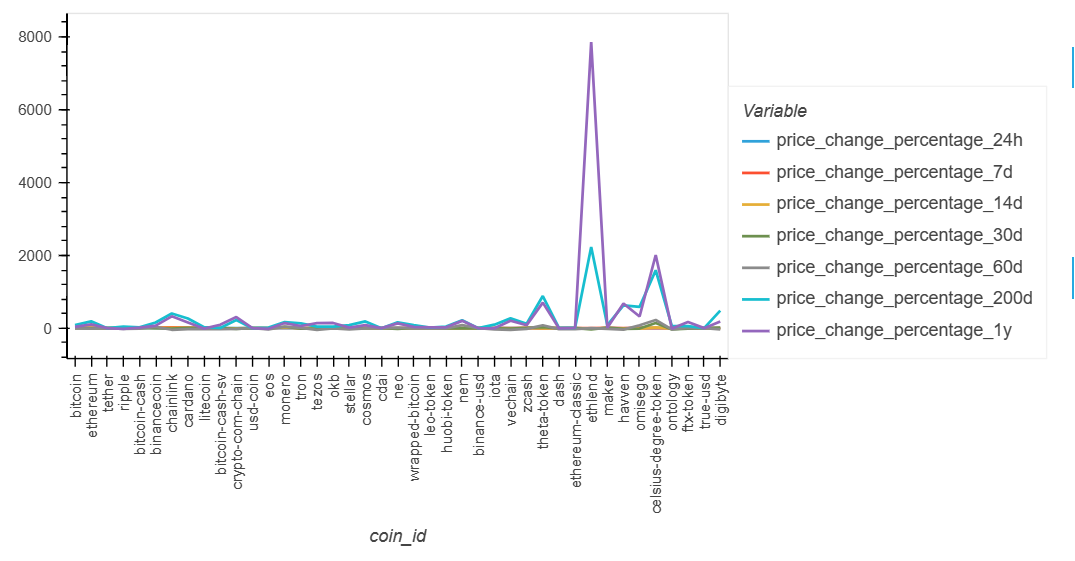 8000
6000
4000
2000
0
bitcoin
ethereum
tether
ripple
bitcoin-cash
binancecoin
chainlink
cardano
litecoin
bitcoin-cash-sv
crypto-com-chain
usd-coin
eos
monero
tron
tezos
okb
stellar
cosmos
cdai
neo
wrapped-bitcoin
leo-token
huobi-token
nem
binance-usd
iota
vechain
zcash
theta-token
dash
ethereum-classic
ethlend
maker
havven
omisego
celsius-degree-token
ontology
ftx-token
true-usd
digibyte
coin_id
Variable
price_change_percentage_24h
price_change_percentage_7d
price_change_percentage_14d
price_change_percentage_30d
price_change_percentage_60d
price_change_percentage_200d
price_change_percentage_1y